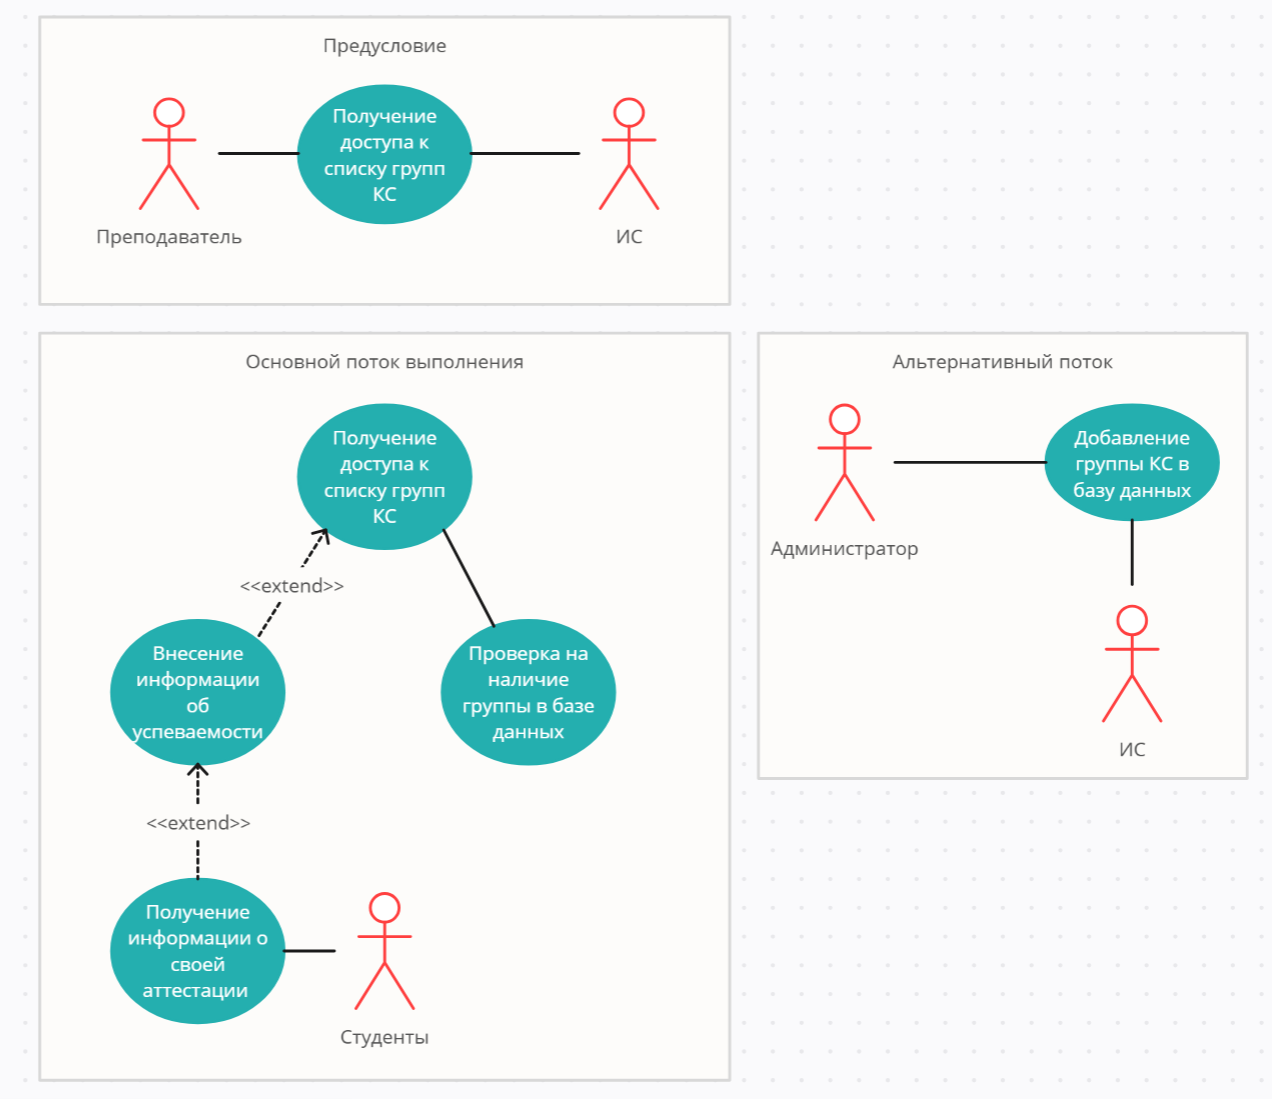 Предусловие
Получение
доступа к
списку групп
КС
Преподаватель
ИС
Основной поток выполнения
Получение
доступа к
списку групп
КС
<<extend>>
Внесение
информации
об
успеваемости
Проверка на
наличие
группы в базе
данных
<<extend>>
Получение
информации о
своей
аттестации
Студенты
Альтернативный поток
Добавление
группы КС в
базу данных
Администратор
ИС